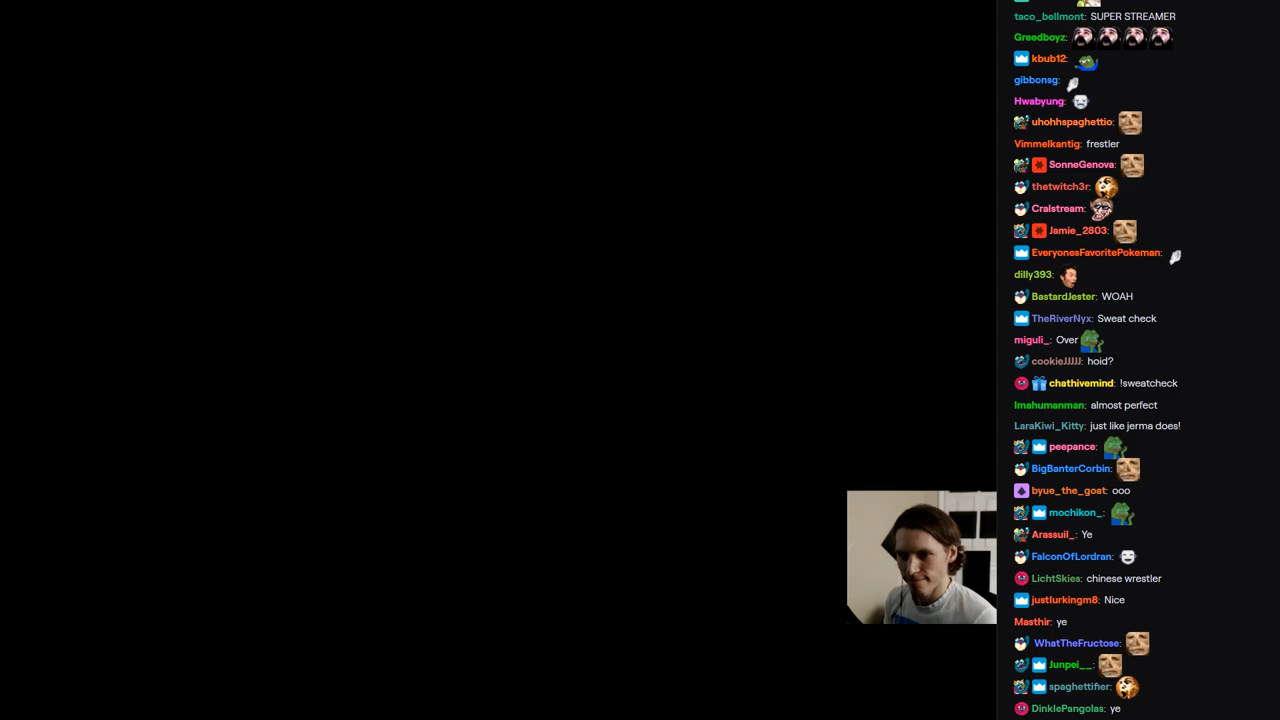 taco_bellmont: SUPER STREAMER
Greedboyz:
kbub12:
gibbonsg:
Hwabyung:
uhohhspaghettio:
Vimmelkantig: frestler
SonneGenova:
thetwitch3r:
Cralstream:
Jamie_2803:
EveryonesFavoritePokeman:
dilly393:
BastardJester: WOAH
TheRiverNyx: Sweat check
miguli_: Over
cookieJJJJJ: hoid?
chathivemind: !sweatcheck
Imahumanman: almost perfect
LaraKiwi_Kitty: just like jerma does!
peepance:
BigBanterCorbin:
byue_the_goat: ooo
mochikon_:
Arassuil_: Ye
FalconOfLordran:
LichtSkies: chinese wrestler
justlurkingm8: Nice
Masthir: ye
WhatTheFructose:
Junpei__:
spaghettifier:
DinklePangolas: ye